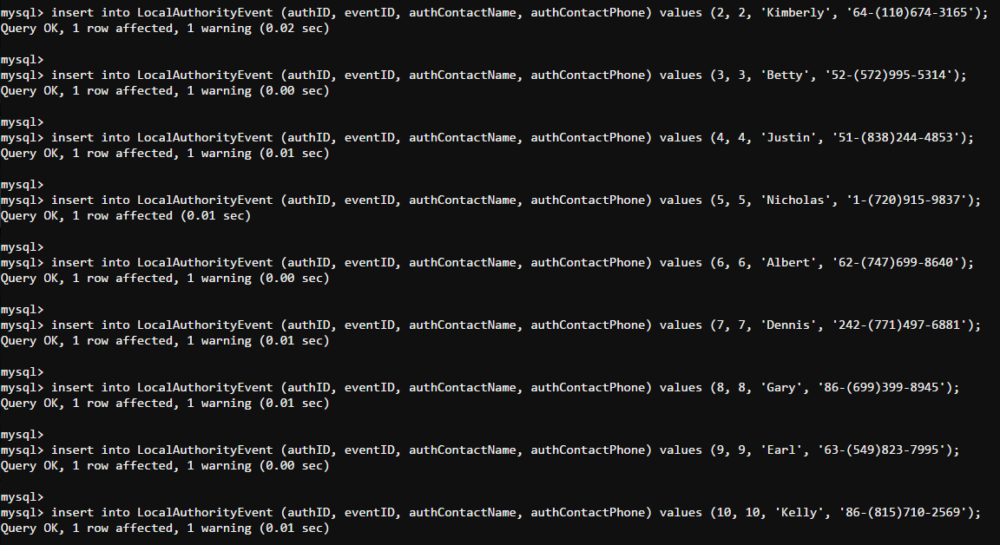 mysql> insert into LocalAuthorityEvent (authID, eventID, authContactName, authContactPhone) values (2, 2, 'Kimberly', '64-(110)674-3165');
Query OK, 1 row affected, 1 warning (0.02 sec)
mysql>
mysql> insert into LocalAuthorityEvent (authID, eventID, authContactName, authContactPhone) values (3, 3, 'Betty', '52-(572)995-5314');
Query OK, 1 row affected, 1 warning (0.00 sec)
mysql>
mysql> insert into LocalAuthorityEvent (authID, eventID, authContactName, authContactPhone) values (4, 4, 'Justin', '51-(838)244-4853');
Query OK, 1 row affected, 1 warning (0.01 sec)
mysql>
mysql> insert into LocalAuthorityEvent (authID, eventID, authContactName, authContactPhone) values (5, 5, 'Nicholas', '1-(720)915-9837');
Query OK, 1 row affected (0.01 sec)
mysql>
mysql> insert into LocalAuthorityEvent (authID, eventID, authContactName, authContactPhone) values (6, 6, 'Albert', '62-(747)699-8640');
Query OK, 1 row affected, 1 warning (0.00 sec)
mysql>
mysql> insert into LocalAuthorityEvent (authID, eventID, authContactName, authContactPhone) values (7, 7, 'Dennis', '242-(771)497-6881');
Query OK, 1 row affected, 1 warning (0.01 sec)
mysql>
mysql> insert into LocalAuthorityEvent (authID, eventID, authContactName, authContactPhone) values (8, 8, 'Gary', '86-(699)399-8945');
Query OK, 1 row affected, 1 warning (0.01 sec)
mysql>
mysql> insert into LocalAuthorityEvent (authID, eventID, authContactName, authContactPhone) values (9, 9, 'Earl', '63-(549)823-7995');
Query OK, 1 row affected, 1 warning (0.00 sec)
mysql>
mysql> insert into LocalAuthorityEvent (authID, eventID, authContactName, authContactPhone) values (10, 10, 'Kelly', '86-(815)710-2569');
Query OK, 1 row affected, 1 warning (0.01 sec)